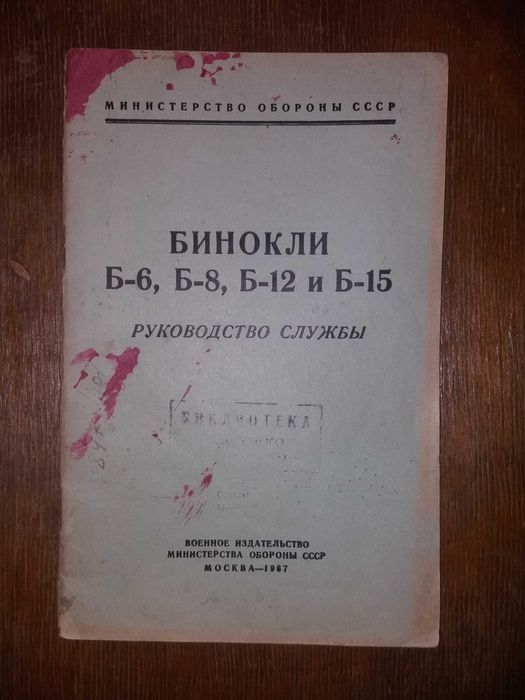 МИНИСТЕРСТВО ОБОРОНЫ СССР
БИНОКЛИ
Б-6, Б-8, Б-12 и Б-15
РУКОВОДСТВО СЛУЖБЫ
БИБЛИОТЕКА
ВОЕННОЕ ИЗДАТЕЛЬСТВО
МИНИСТЕРСТВА ОБОРОНЫ СССР
МОСКВА—1967